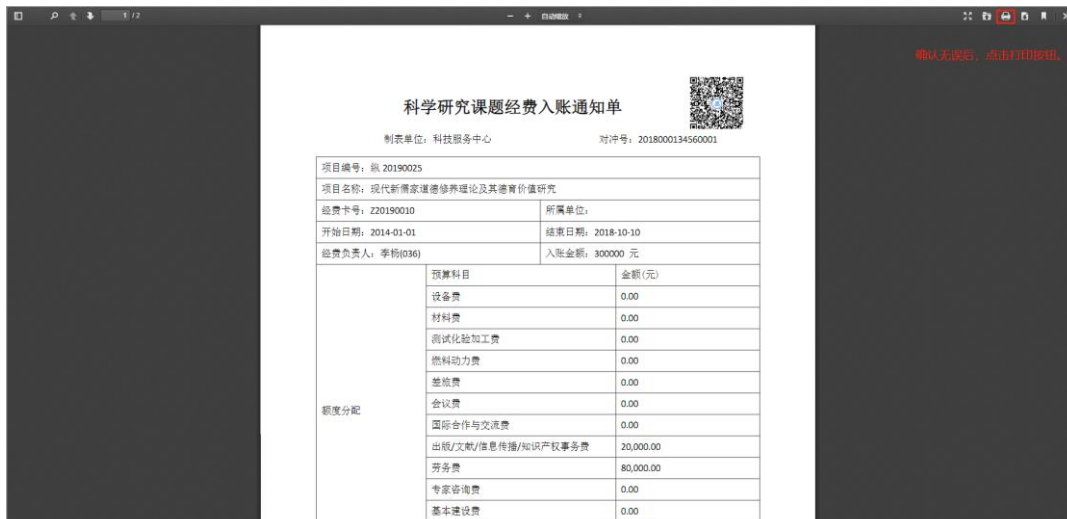 1 / 2
自动缩放
确认无误后，点击打印按钮。
科学研究课题经费入账通知单
制表单位：科技服务中心 对冲号：2018000134560001
项目编号：纵 20190025
项目名称：现代新儒家道德修养理论及其德育价值研究
经费卡号：Z20190010 所属单位：
开始日期：2014-01-01 结束日期：2018-10-10
经费负责人：李杨(036) 入账金额：300000 元
预算科目 金额(元)
设备费 0.00
材料费 0.00
测试化验加工费 0.00
燃料动力费 0.00
差旅费 0.00
额度分配
会议费 0.00
国际合作与交流费 0.00
出版/文献/信息传播/知识产权事务费 20,000.00
劳务费 80,000.00
专家咨询费 0.00
基本建设费 0.00